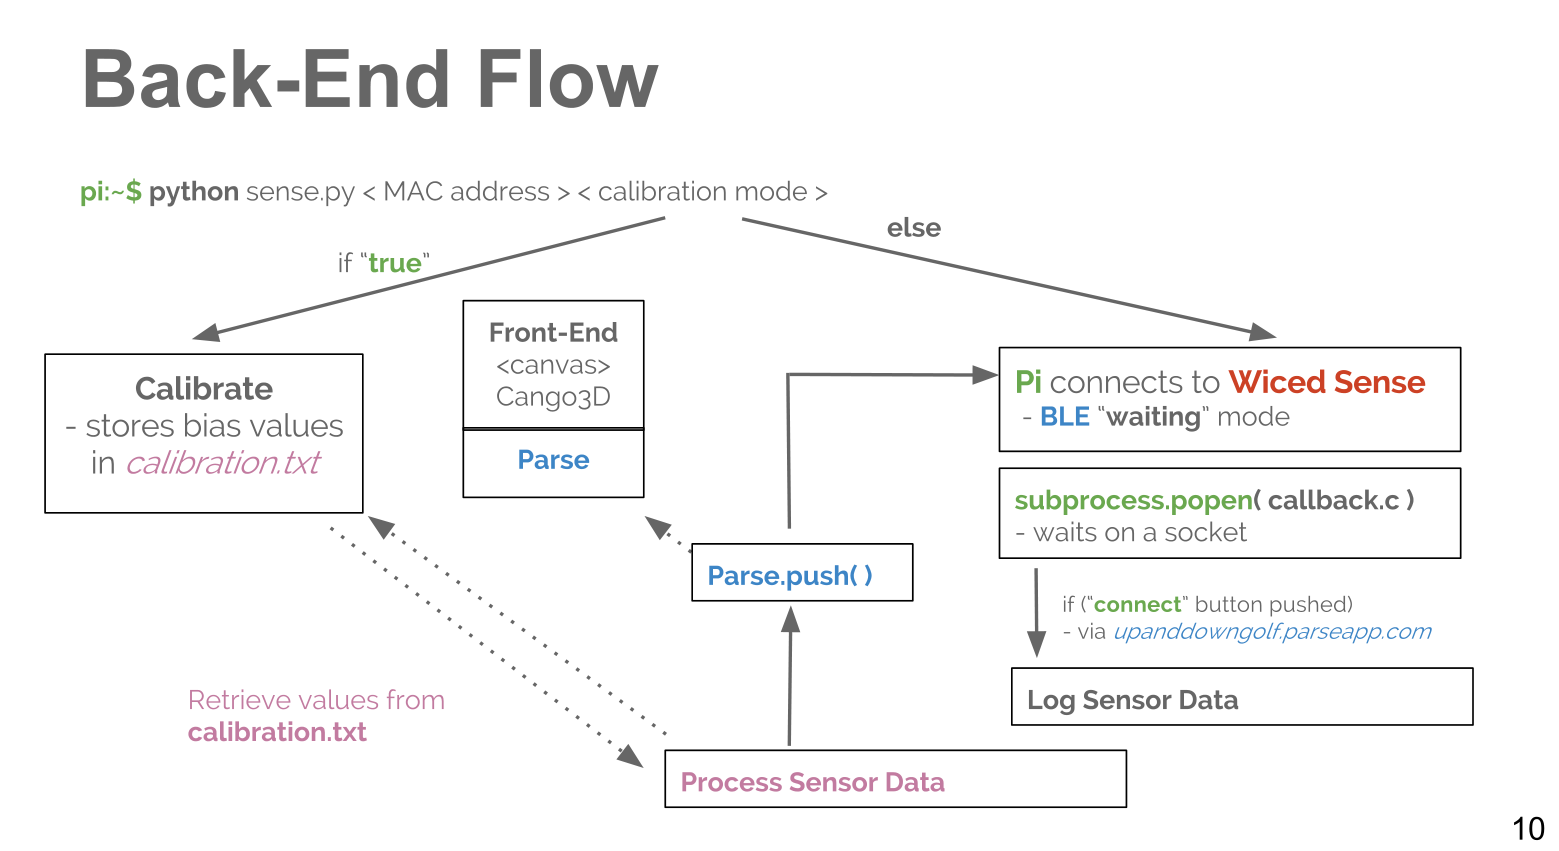 Back-End Flow
pi:~$ python sense.py < MAC address > < calibration mode >
else
if “true”
Front-End
<canvas>
Cango3D
Parse
Calibrate
- stores bias values
in calibration.txt
Pi connects to Wiced Sense
- BLE “waiting” mode
subprocess.popen( callback.c )
- waits on a socket
Parse.push( )
if (“connect” button pushed)
- via upanddowngolf.parseapp.com
Retrieve values from
calibration.txt
Log Sensor Data
Process Sensor Data
10